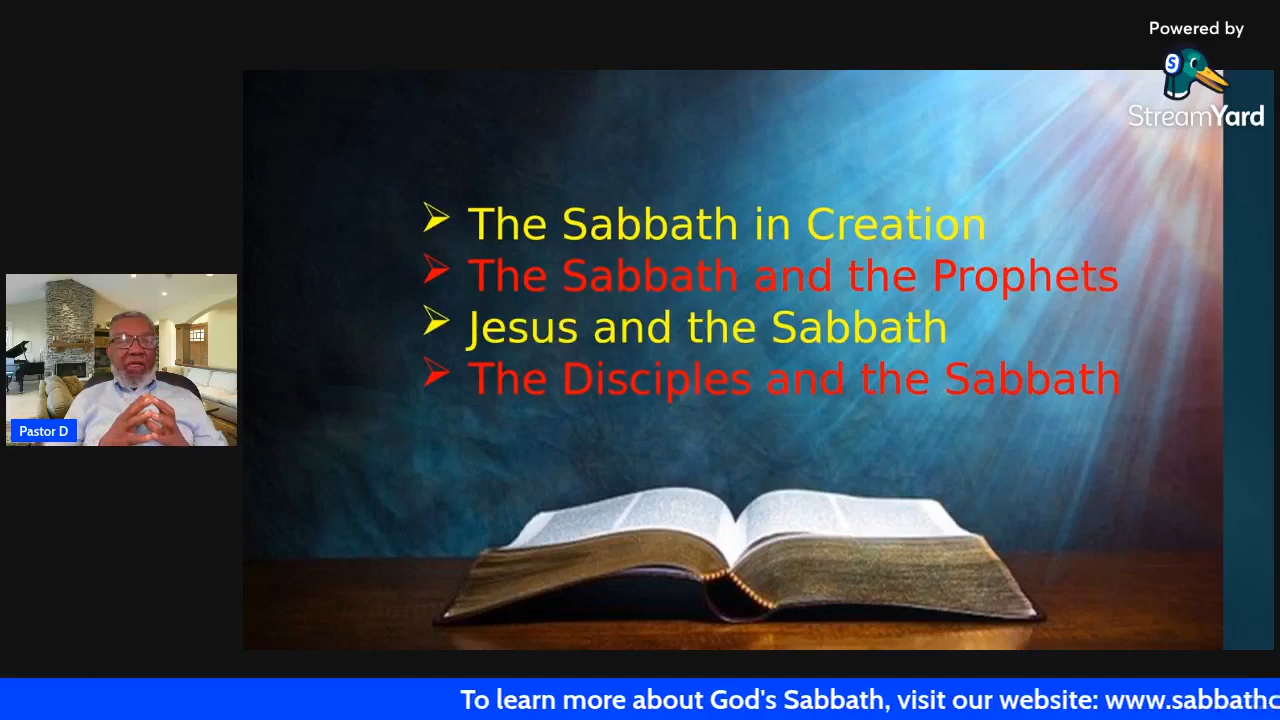 Powered by
StreamYard
The Sabbath in Creation
The Sabbath and the Prophets
Jesus and the Sabbath
The Disciples and the Sabbath
Pastor D
To learn more about God's Sabbath, visit our website: www.sabbathc